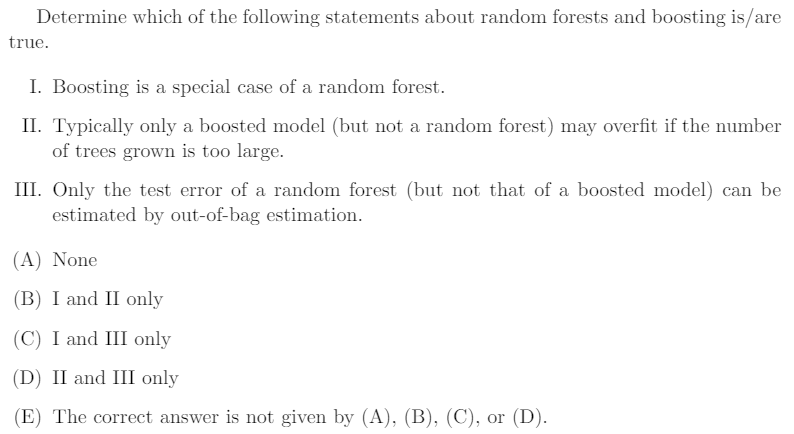 Determine which of the following statements about random forests and boosting is/are
true.
I. Boosting is a special case of a random forest.
II. Typically only a boosted model (but not a random forest) may overfit if the number
of trees grown is too large.
III. Only the test error of a random forest (but not that of a boosted model) can be
estimated by out-of-bag estimation.
(A) None
(B) I and II only
(C) I and III only
(D) II and III only
(E) The correct answer is not given by (A), (B), (C), or (D).